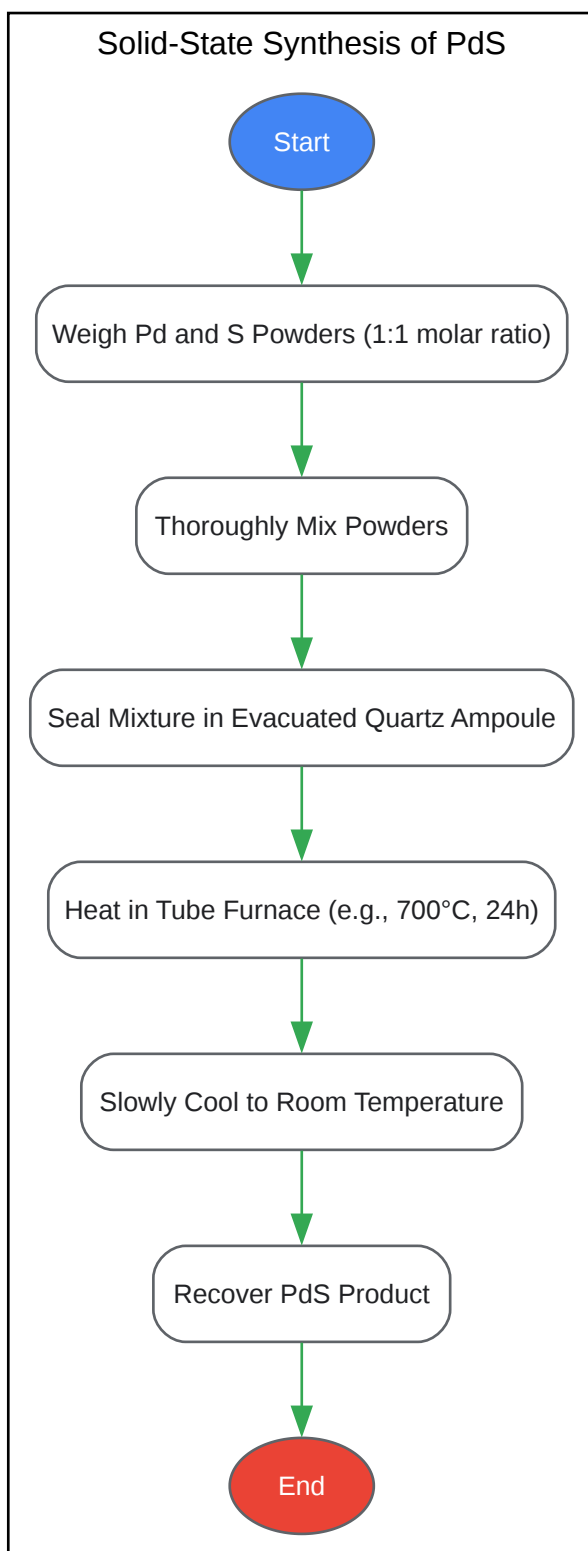 Solid-State Synthesis of PdS
Start
Weigh Pd and S Powders (1:1 molar ratio)
Thoroughly Mix Powders
Seal Mixture in Evacuated Quartz Ampoule
Heat in Tube Furnace (e.g., 700°C, 24h)
Slowly Cool to Room Temperature
Recover PdS Product
End